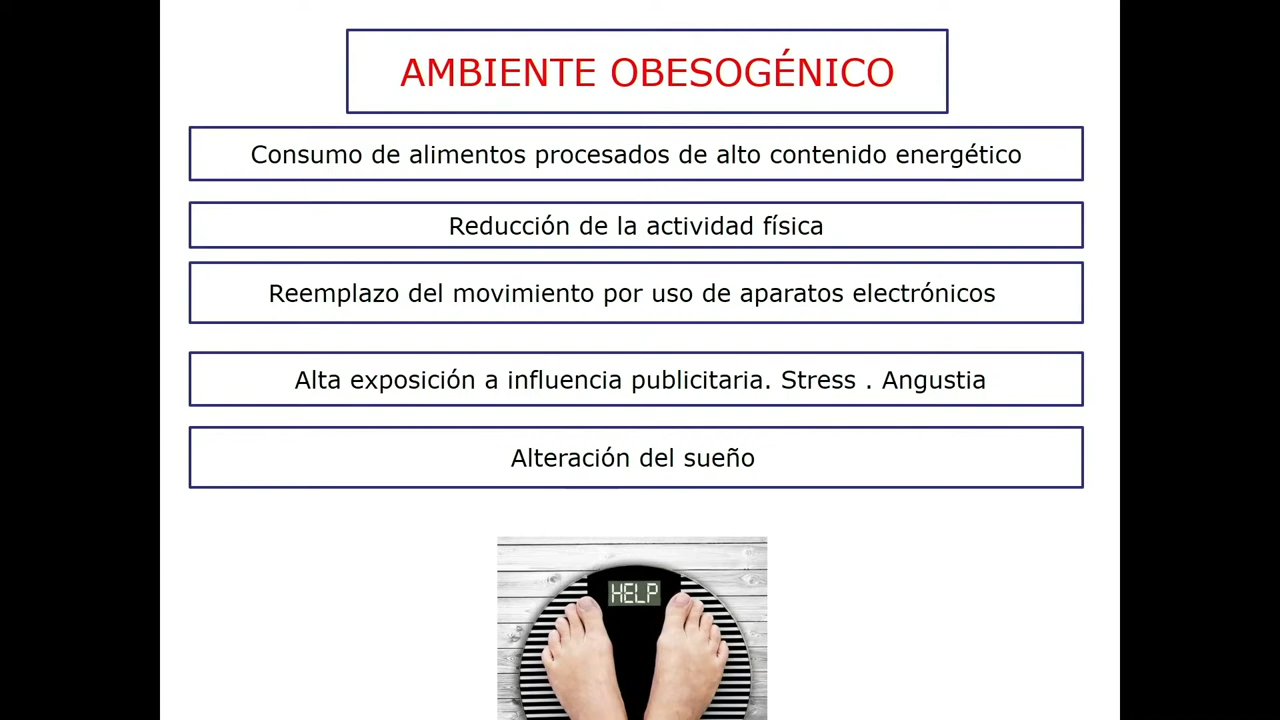 AMBIENTE OBESOGÉNICO
Consumo de alimentos procesados de alto contenido energético
Reducción de la actividad física
Reemplazo del movimiento por uso de aparatos electrónicos
Alta exposición a influencia publicitaria. Stress . Angustia
Alteración del sueño
HELP